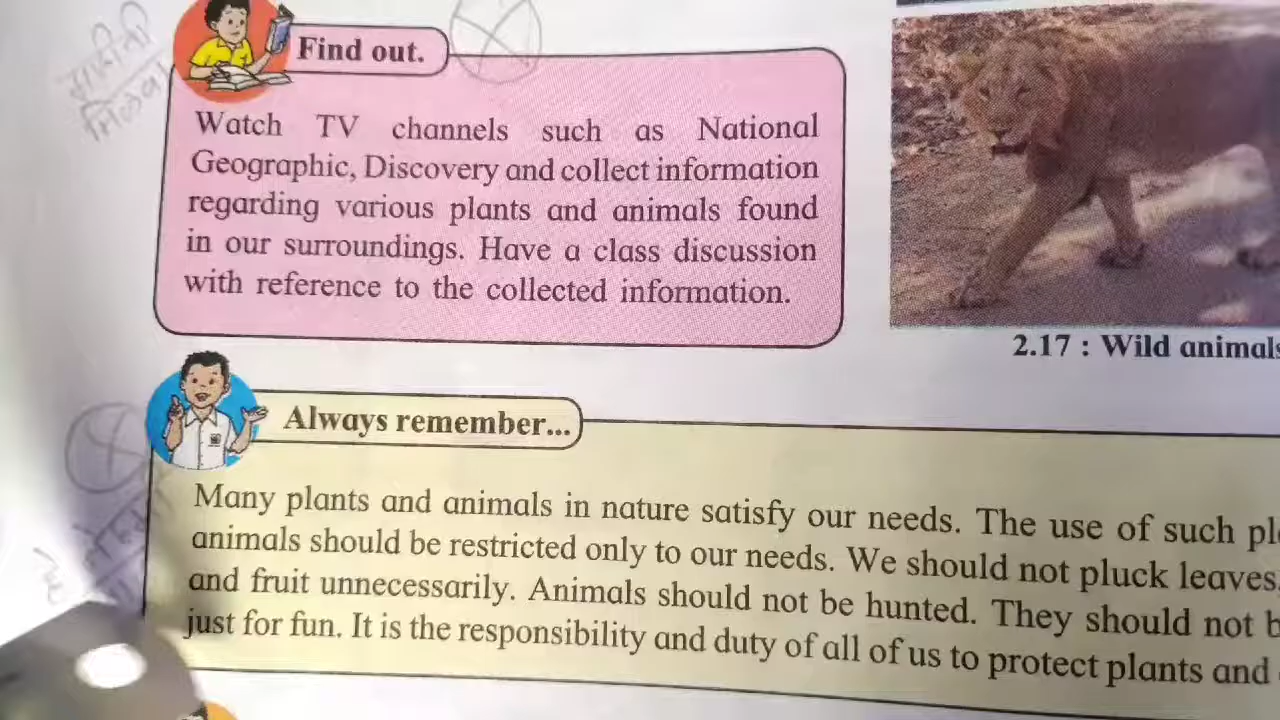 Find out.
Watch TV channels such as National
Geographic, Discovery and collect information
regarding various plants and animals found
in our surroundings. Have a class discussion
with reference to the collected information.
2.17 : Wild animals
Always remember...
Many plants and animals in nature satisfy our needs. The use of such
animals should be restricted only to our needs. We should not pluck leaves,
and fruit unnecessarily. Animals should not be hunted. They should not
just for fun. It is the responsibility and duty of all of us to protect plants and